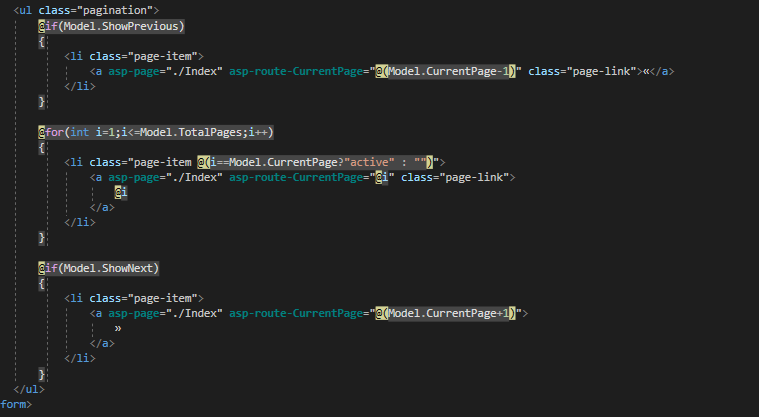 <ul class="pagination">
@if(Model.ShowPrevious)
{
<li class="page-item">
<a asp-page="./Index" asp-route-CurrentPage="@(Model.CurrentPage-1)" class="page-link">«</a>
</li>
}
@for(int i=1;i<=Model.TotalPages;i++)
{
<li class="page-item @(i==Model.CurrentPage?"active" : "")">
<a asp-page="./Index" asp-route-CurrentPage="@i" class="page-link">
@i
</a>
</li>
}
@if(Model.ShowNext)
{
<li class="page-item">
<a asp-page="./Index" asp-route-CurrentPage="@(Model.CurrentPage+1)">
»
</a>
</li>
}
</ul>
form>